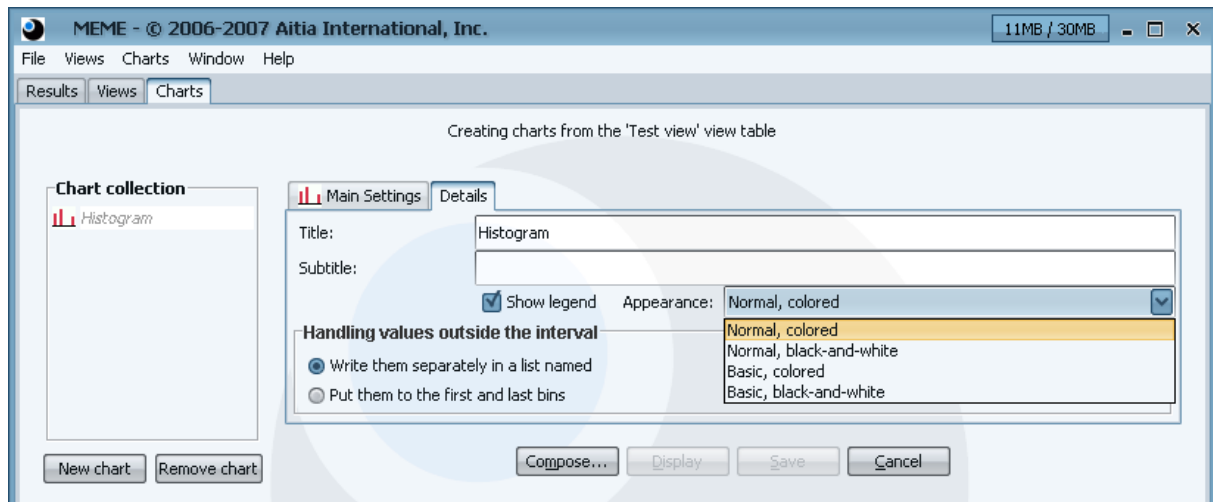 MEME - © 2006-2007 Aitia International, Inc.
11MB / 30MB
File Views Charts Window Help
Results Views Charts
Creating charts from the 'Test view' view table
Chart collection
Histogram
Main Settings Details
Title: Histogram
Subtitle:
Show legend Appearance: Normal, colored
Normal, colored
Normal, black-and-white
Basic, colored
Basic, black-and-white
Handling values outside the interval
Write them separately in a list named
Put them to the first and last bins
New chart Remove chart
Compose... Display Save Cancel